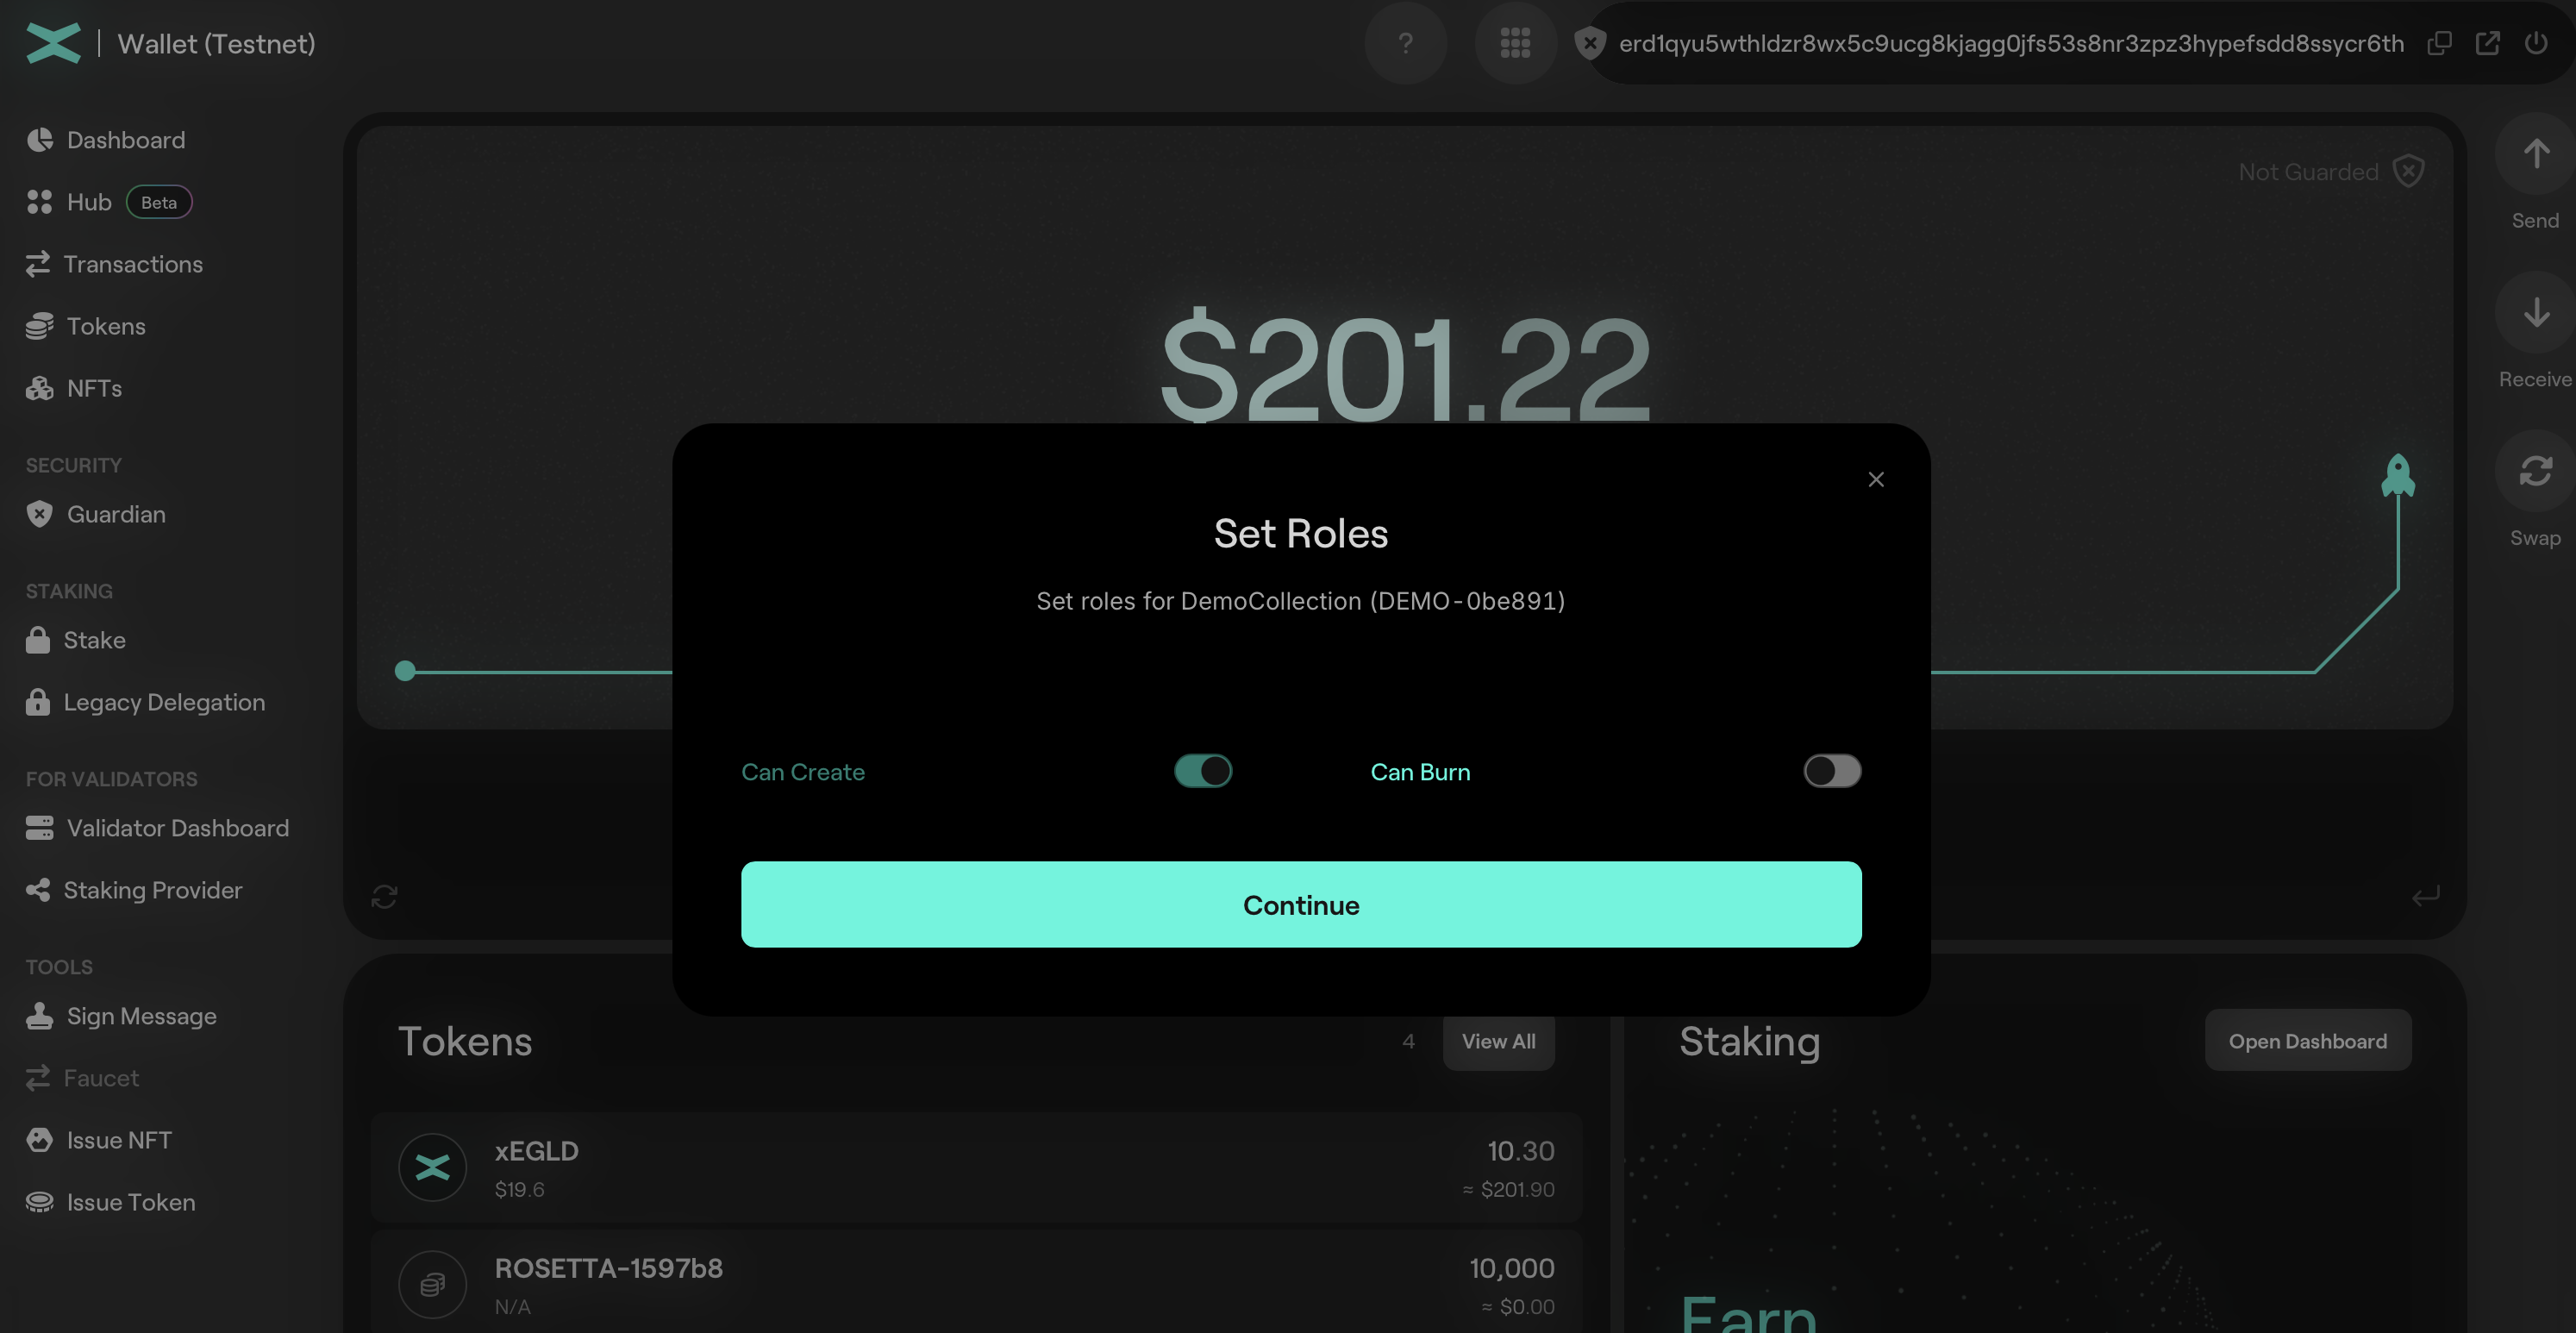 Wallet (Testnet)
?
erd1qyu5wthldzr8wx5c9ucg8kjagg0jfs53s8nr3zpz3hypefsdd8ssycr6th
Dashboard
Hub Beta
Transactions
Tokens
NFTs
SECURITY
Guardian
STAKING
Stake
Legacy Delegation
FOR VALIDATORS
Validator Dashboard
Staking Provider
TOOLS
Sign Message
Faucet
Issue NFT
Issue Token
Not Guarded
$201.22
Send
Receive
Swap
Set Roles
Set roles for DemoCollection (DEMO-0be891)
Can Create
Can Burn
Continue
Tokens
4
View All
xEGLD
10.30
$19.6
≈ $201.90
ROSETTA-1597b8
10,000
N/A
≈ $0.00
Staking
Open Dashboard
Earn